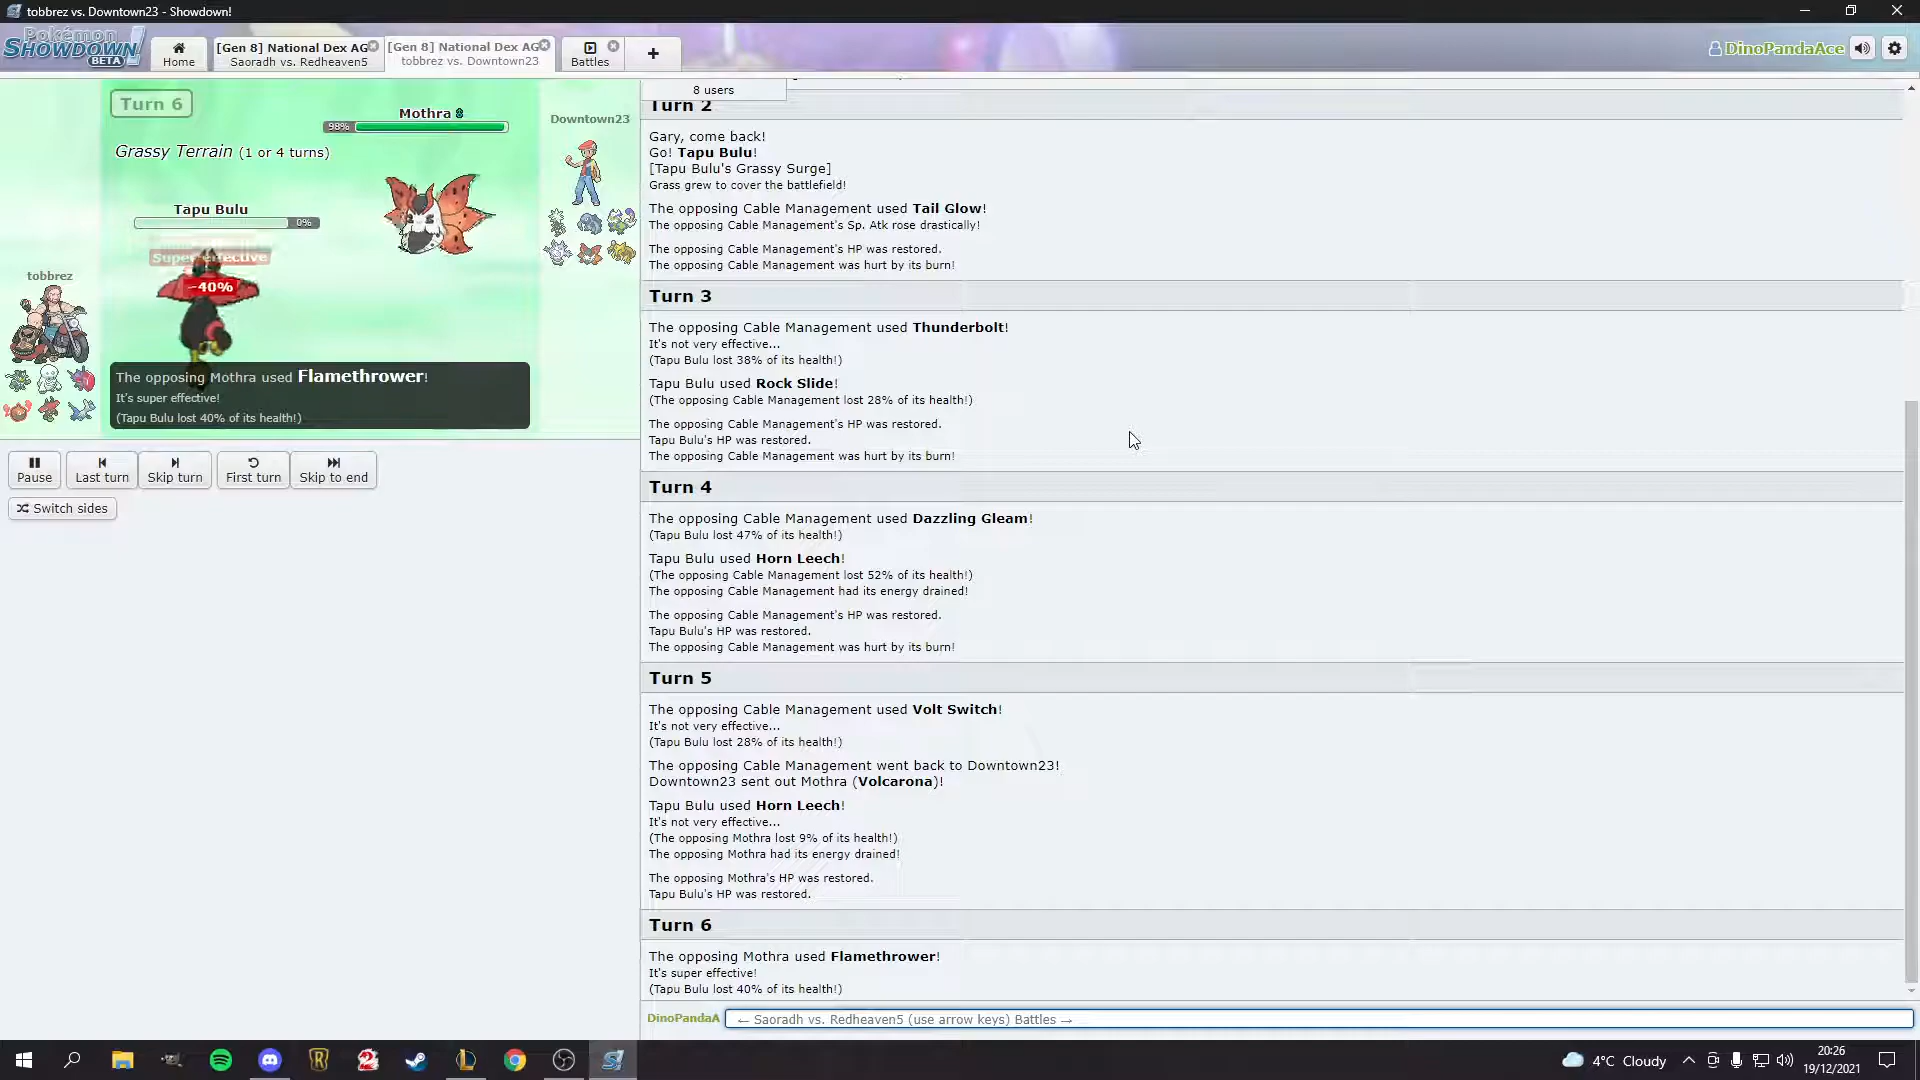 tobbrez vs. Downtown23 - Showdown!
Pokémon
SHOWDOWN!
BETA
Home
[Gen 8] National Dex AG
Saoradh vs. Redheaven5
[Gen 8] National Dex AG
tobbrez vs. Downtown23
Battles
DinoPandaAce
Turn 6
Mothra
98%
Grassy Terrain (1 or 4 turns)
Downtown23
Tapu Bulu
0%
Super effective
-40%
tobbrez
The opposing Mothra used Flamethrower!
It's super effective!
(Tapu Bulu lost 40% of its health!)
Pause
Last turn
Skip turn
First turn
Skip to end
Switch sides
8 users
Turn 2
Gary, come back!
Go! Tapu Bulu!
[Tapu Bulu's Grassy Surge]
Grass grew to cover the battlefield!
The opposing Cable Management used Tail Glow!
The opposing Cable Management's Sp. Atk rose drastically!
The opposing Cable Management's HP was restored.
The opposing Cable Management was hurt by its burn!
Turn 3
The opposing Cable Management used Thunderbolt!
It's not very effective...
(Tapu Bulu lost 38% of its health!)
Tapu Bulu used Rock Slide!
(The opposing Cable Management lost 28% of its health!)
The opposing Cable Management's HP was restored.
Tapu Bulu's HP was restored.
The opposing Cable Management was hurt by its burn!
Turn 4
The opposing Cable Management used Dazzling Gleam!
(Tapu Bulu lost 47% of its health!)
Tapu Bulu used Horn Leech!
(The opposing Cable Management lost 52% of its health!)
The opposing Cable Management had its energy drained!
The opposing Cable Management's HP was restored.
Tapu Bulu's HP was restored.
The opposing Cable Management was hurt by its burn!
Turn 5
The opposing Cable Management used Volt Switch!
It's not very effective...
(Tapu Bulu lost 28% of its health!)
The opposing Cable Management went back to Downtown23!
Downtown23 sent out Mothra (Volcarona)!
Tapu Bulu used Horn Leech!
It's not very effective...
(The opposing Mothra lost 9% of its health!)
The opposing Mothra had its energy drained!
The opposing Mothra's HP was restored.
Tapu Bulu's HP was restored.
Turn 6
The opposing Mothra used Flamethrower!
It's super effective!
(Tapu Bulu lost 40% of its health!)
DinoPandaA
← Saoradh vs. Redheaven5 (use arrow keys) Battles →
4°C Cloudy
20:26
19/12/2021